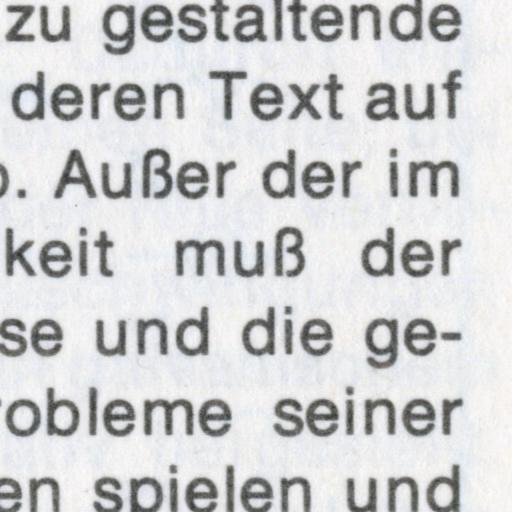 zu gestaltende
deren Text auf
. Außer der im
keit muß der
se und die ge-
obleme seiner
en spielen und